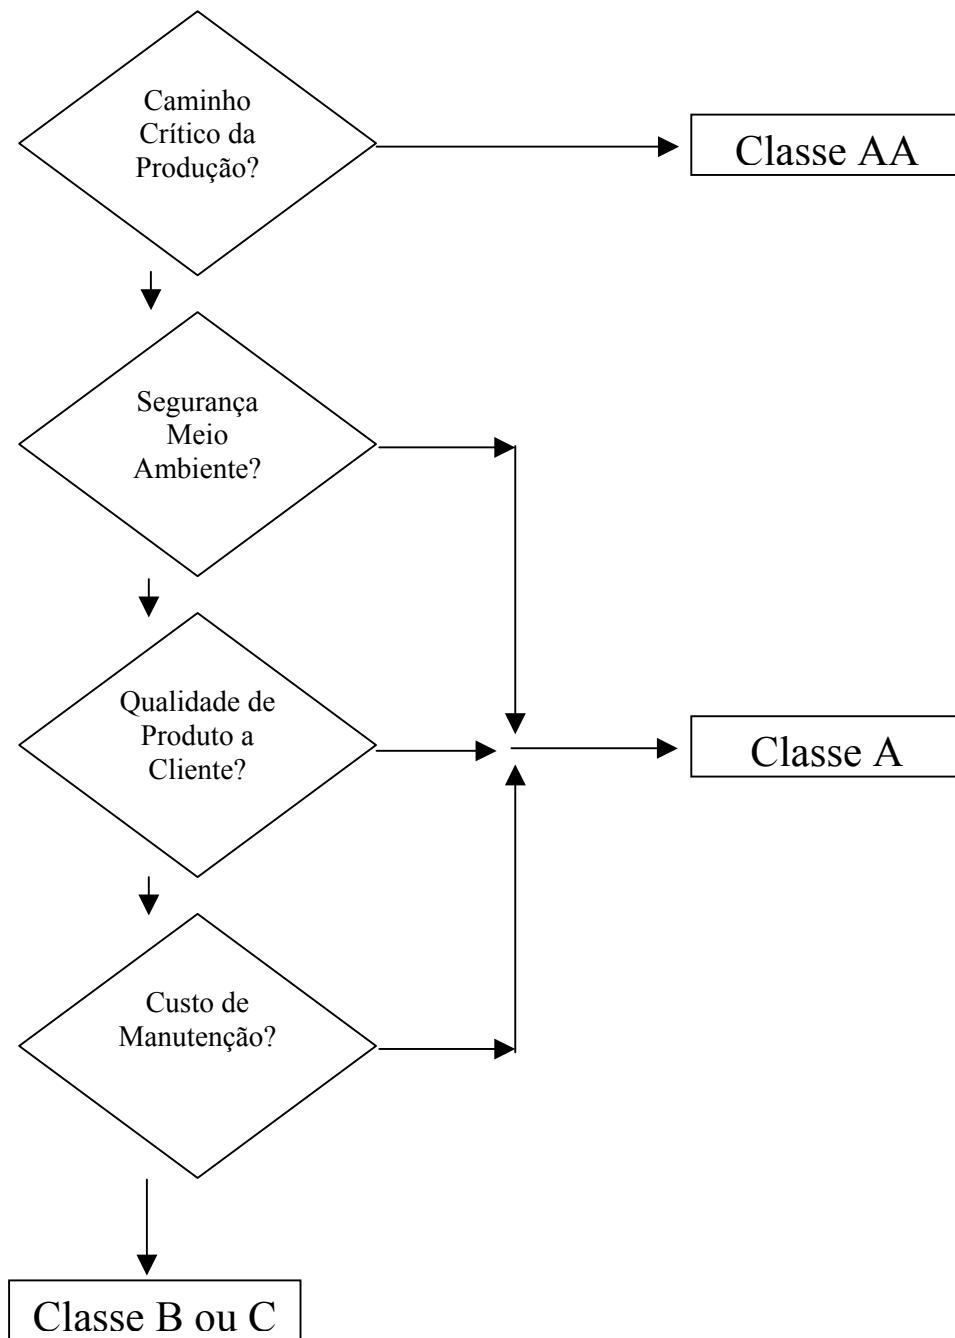 Caminho
Crítico da
Produção?
Classe AA
Segurança
Meio
Ambiente?
Qualidade de
Produto a
Cliente?
Classe A
Custo de
Manutenção?
Classe B ou C